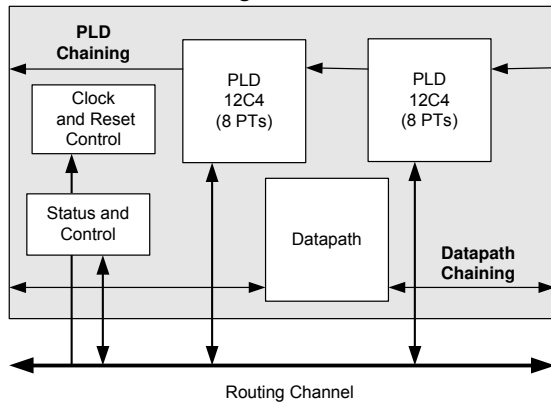 PLD
Chaining
PLD
12C4
(8 PTs)
PLD
12C4
(8 PTs)
Clock
and Reset
Control
Status and
Control
Datapath
Datapath
Chaining
Routing Channel